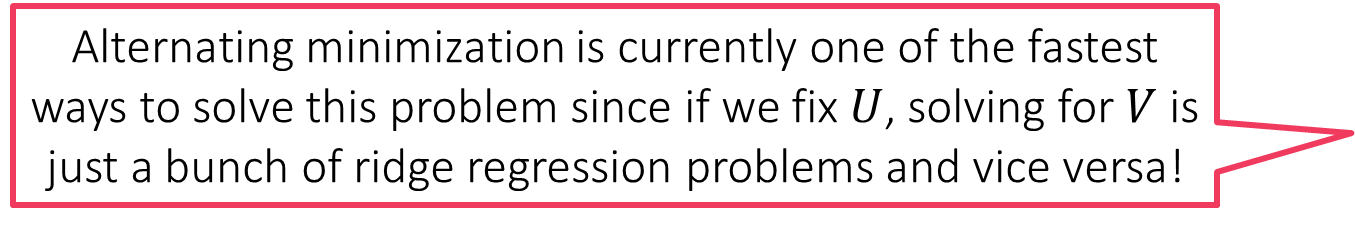 Alternating minimization is currently one of the fastest
ways to solve this problem since if we fix U, solving for V is
just a bunch of ridge regression problems and vice versa!